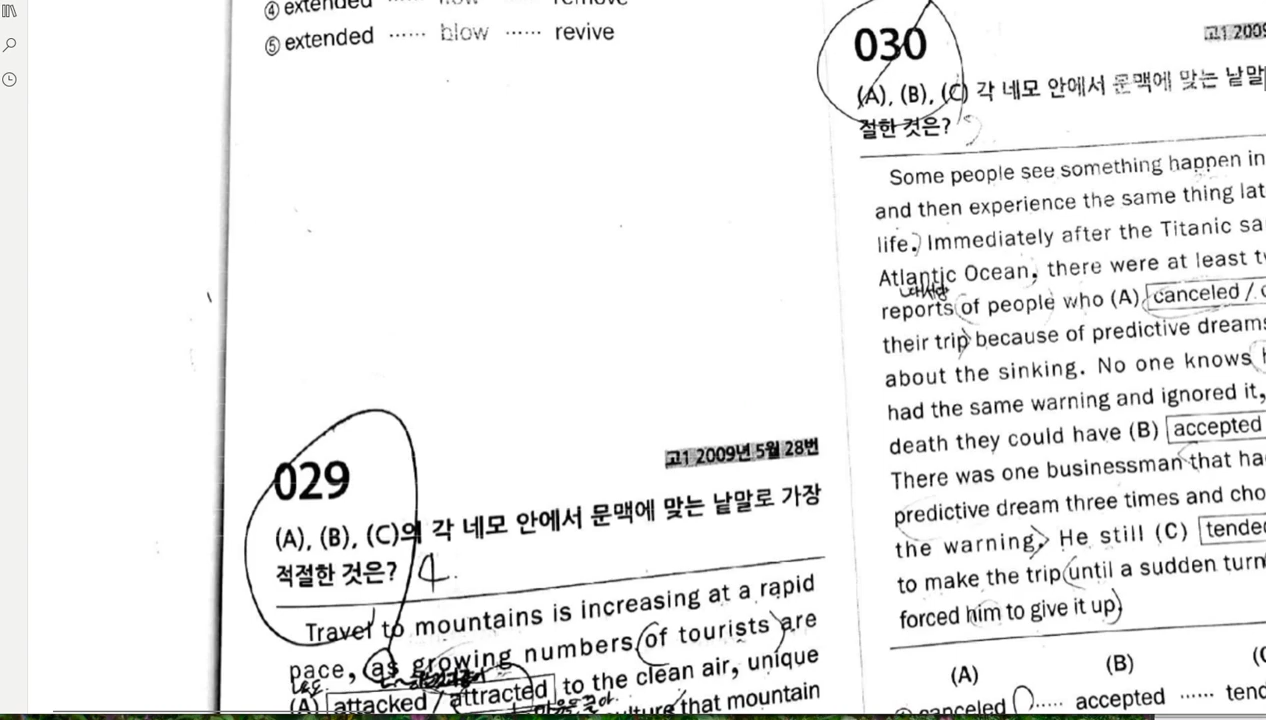 ④ extended ······
⑤ extended ······ blow ······ revive
029
고1 2009년 5월 28번
(A), (B), (C)의 각 네모 안에서 문맥에 맞는 낱말로 가장
적절한 것은? 4.
Travel to mountains is increasing at a rapid
pace, as growing numbers of tourists are
(A) attacked / attracted to the clean air, unique
that mountain
030
고1 2009
(A), (B), (C) 각 네모 안에서 문맥에 맞는 낱말
절한 것은?
Some people see something happen in
and then experience the same thing
life. Immediately after the Titanic
Atlantic Ocean, there were at least
대서양
reports of people who (A) canceled /
their trip because of predictive dreams
about the sinking. No one knows
had the same warning and ignored it,
death they could have (B) accepted
There was one businessman that
predictive dream three times and
the warning. He still (C)
to make the trip until a sudden
forced him to give it up.
(A) (B)
canceled ······ accepted ······